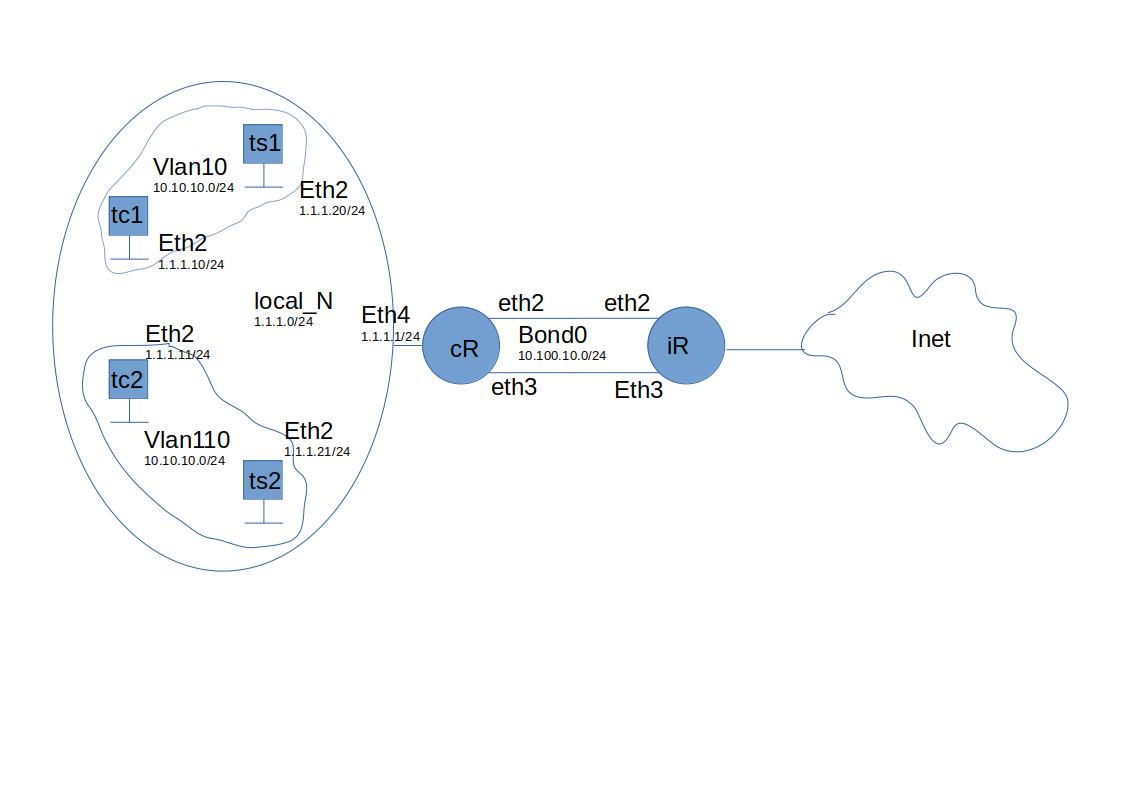 ts1
Vlan10
10.10.10.0/24
Eth2
1.1.1.20/24
tc1
Eth2
1.1.1.10/24
local_N
1.1.1.0/24
Eth4
1.1.1.1/24
Eth2
1.1.1.11/24
tc2
Vlan110
10.10.10.0/24
Eth2
1.1.1.21/24
ts2
cR
eth2
eth2
Bond0
10.100.10.0/24
eth3
Eth3
iR
Inet